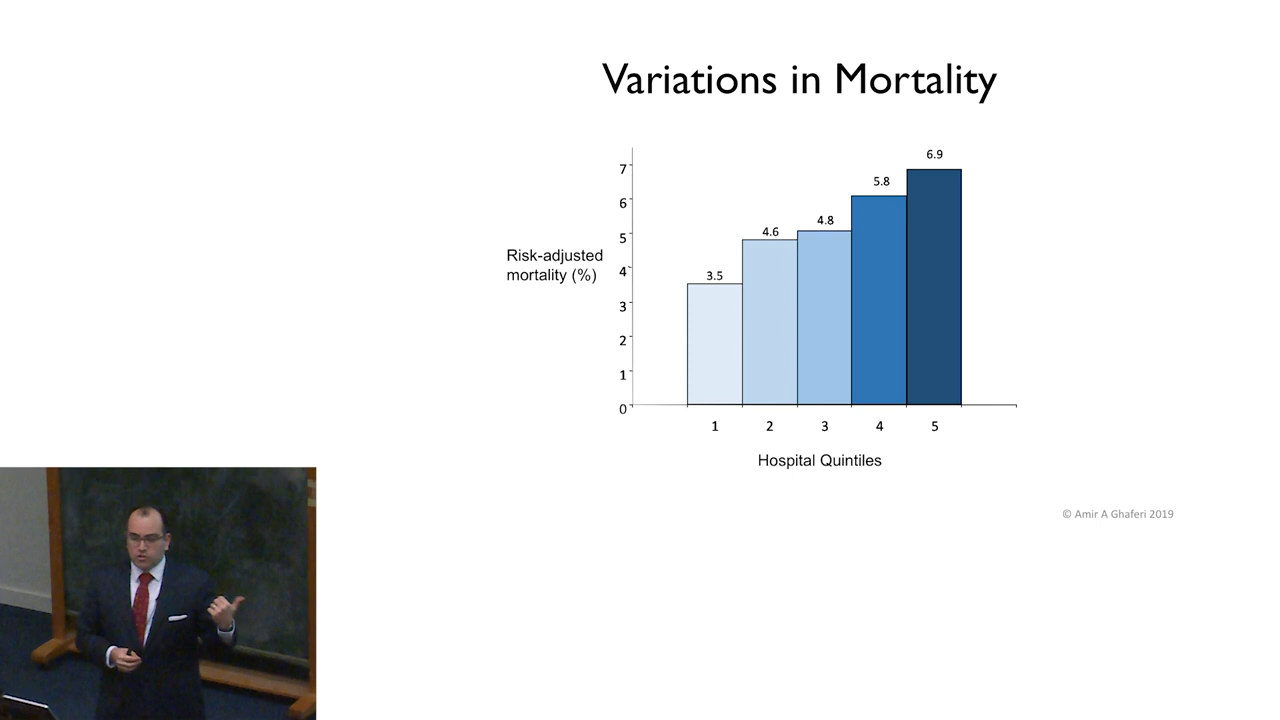 Variations in Mortality
6.9
5.8
4.8
4.6
3.5
7
6
5
4
3
2
1
0
Risk-adjusted
mortality (%)
1 2 3 4 5
Hospital Quintiles
© Amir A Ghaferi 2019